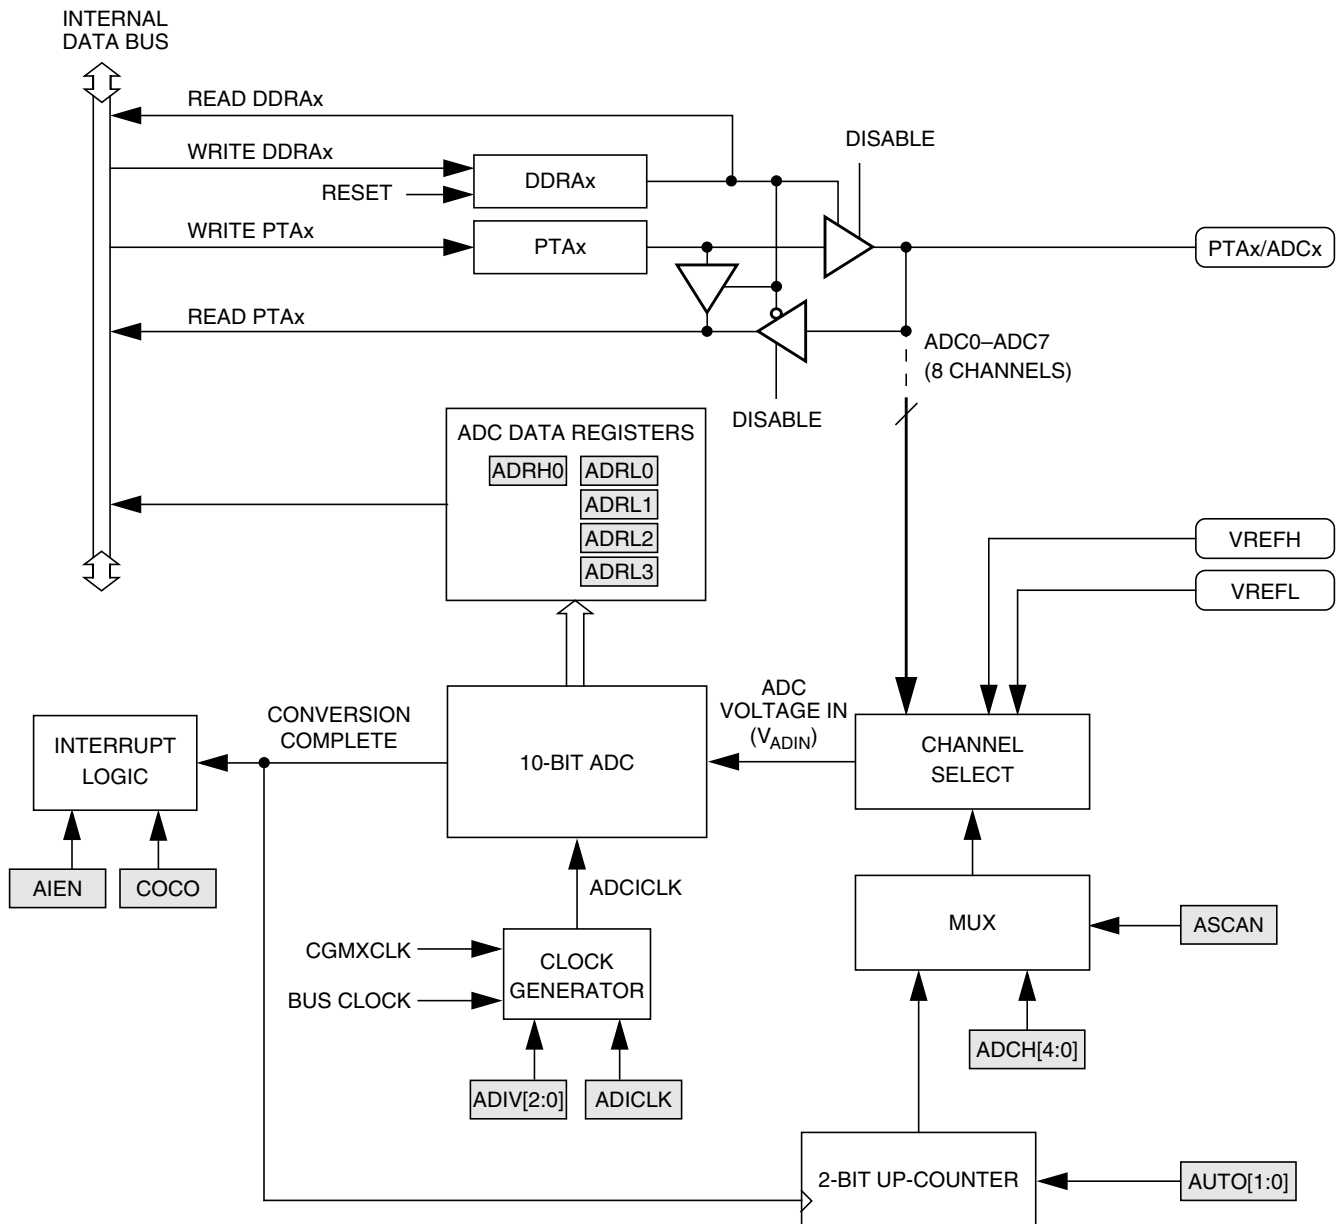 INTERNAL
DATA BUS
READ DDRAx
WRITE DDRAx
RESET
DDRAx
DISABLE
WRITE PTAx
PTAx
PTAx/ADCx
READ PTAx
DISABLE
ADC0–ADC7
(8 CHANNELS)
ADC DATA REGISTERS
ADRH0
ADRL0
ADRL1
ADRL2
ADRL3
VREFH
VREFL
INTERRUPT
LOGIC
CONVERSION
COMPLETE
10-BIT ADC
ADC
VOLTAGE IN
(VADIN)
CHANNEL
SELECT
AIEN
COCO
ADCICLK
MUX
ASCAN
CGMXCLK
BUS CLOCK
CLOCK
GENERATOR
ADCH[4:0]
ADIV[2:0]
ADICLK
2-BIT UP-COUNTER
AUTO[1:0]